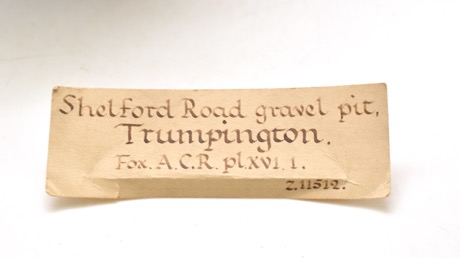 Shelford Road gravel pit,
Trumpington.
Fox. A.C.R. pl.xvi.1.
Z.11512.